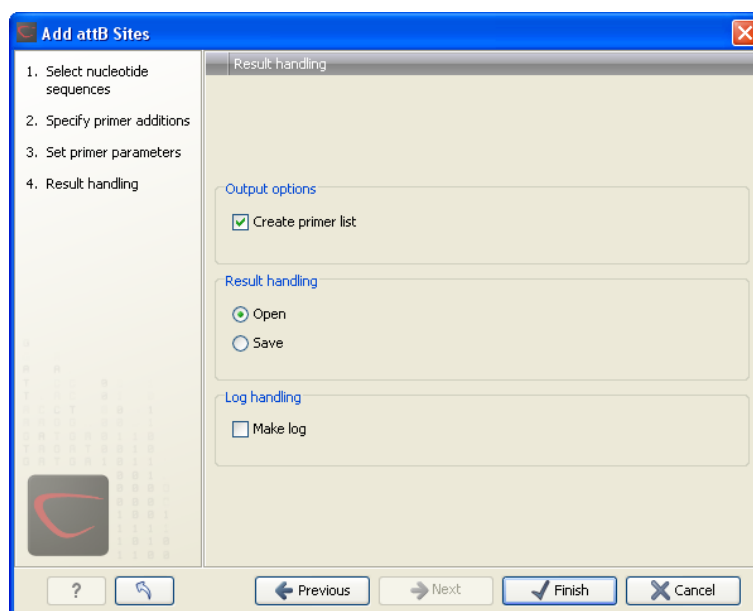 Add attB Sites
1. Select nucleotide
sequences
2. Specify primer additions
3. Set primer parameters
4. Result handling
Result handling
Output options
Create primer list
Result handling
Open
Save
Log handling
Make log
?
Previous
Next
Finish
Cancel